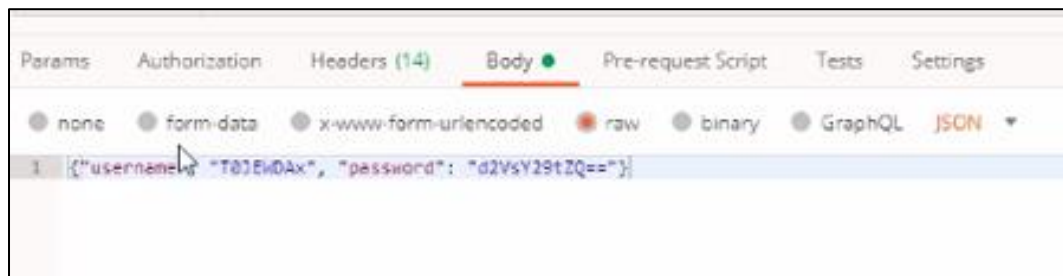 Params Authorization Headers (14) Body Pre-request Script Tests Settings
none form-data x-www-form-urlencoded raw binary GraphQL JSON
1 {"username "password": "d2VsY29tZQ=="}